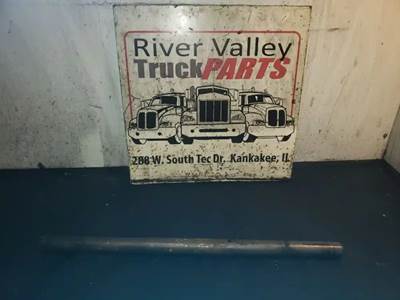 River Valley
TruckPARTS
288 W. South Tec Dr, Kankakee, IL